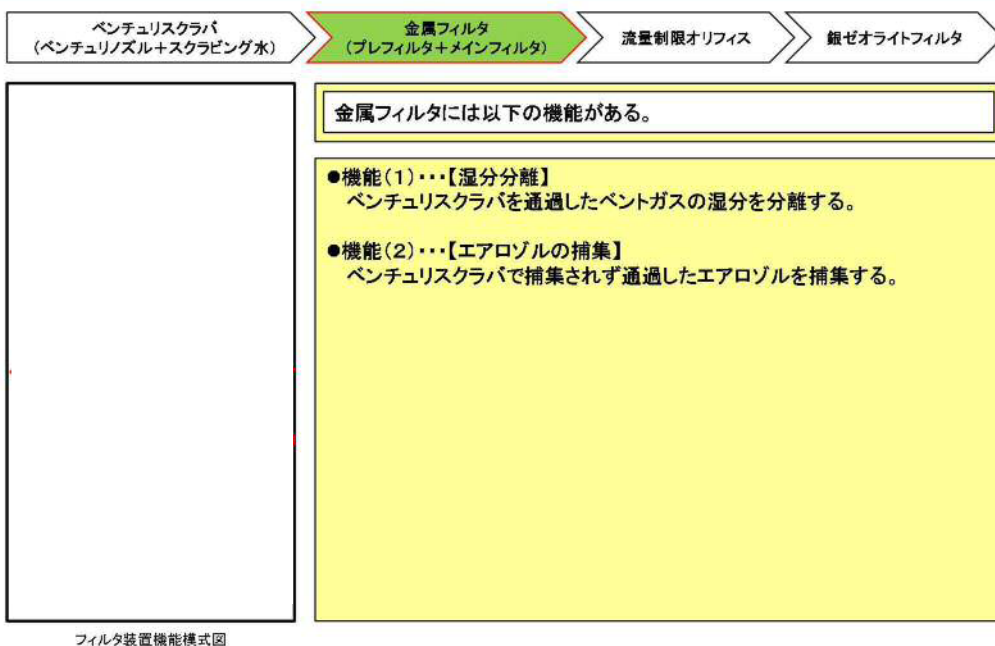 ベンチュリスクラバ
(ベンチュリノズル+スクラビング水)
金属フィルタ
(プレフィルタ+メインフィルタ)
流量制限オリフィス
銀ゼオライトフィルタ
金属フィルタには以下の機能がある。
●機能(1)・・・【湿分分離】
ベンチュリスクラバを通過したベントガスの湿分を分離する。
●機能(2)・・・【エアロゾルの捕集】
ベンチュリスクラバで捕集されず通過したエアロゾルを捕集する。
フィルタ装置機能模式図